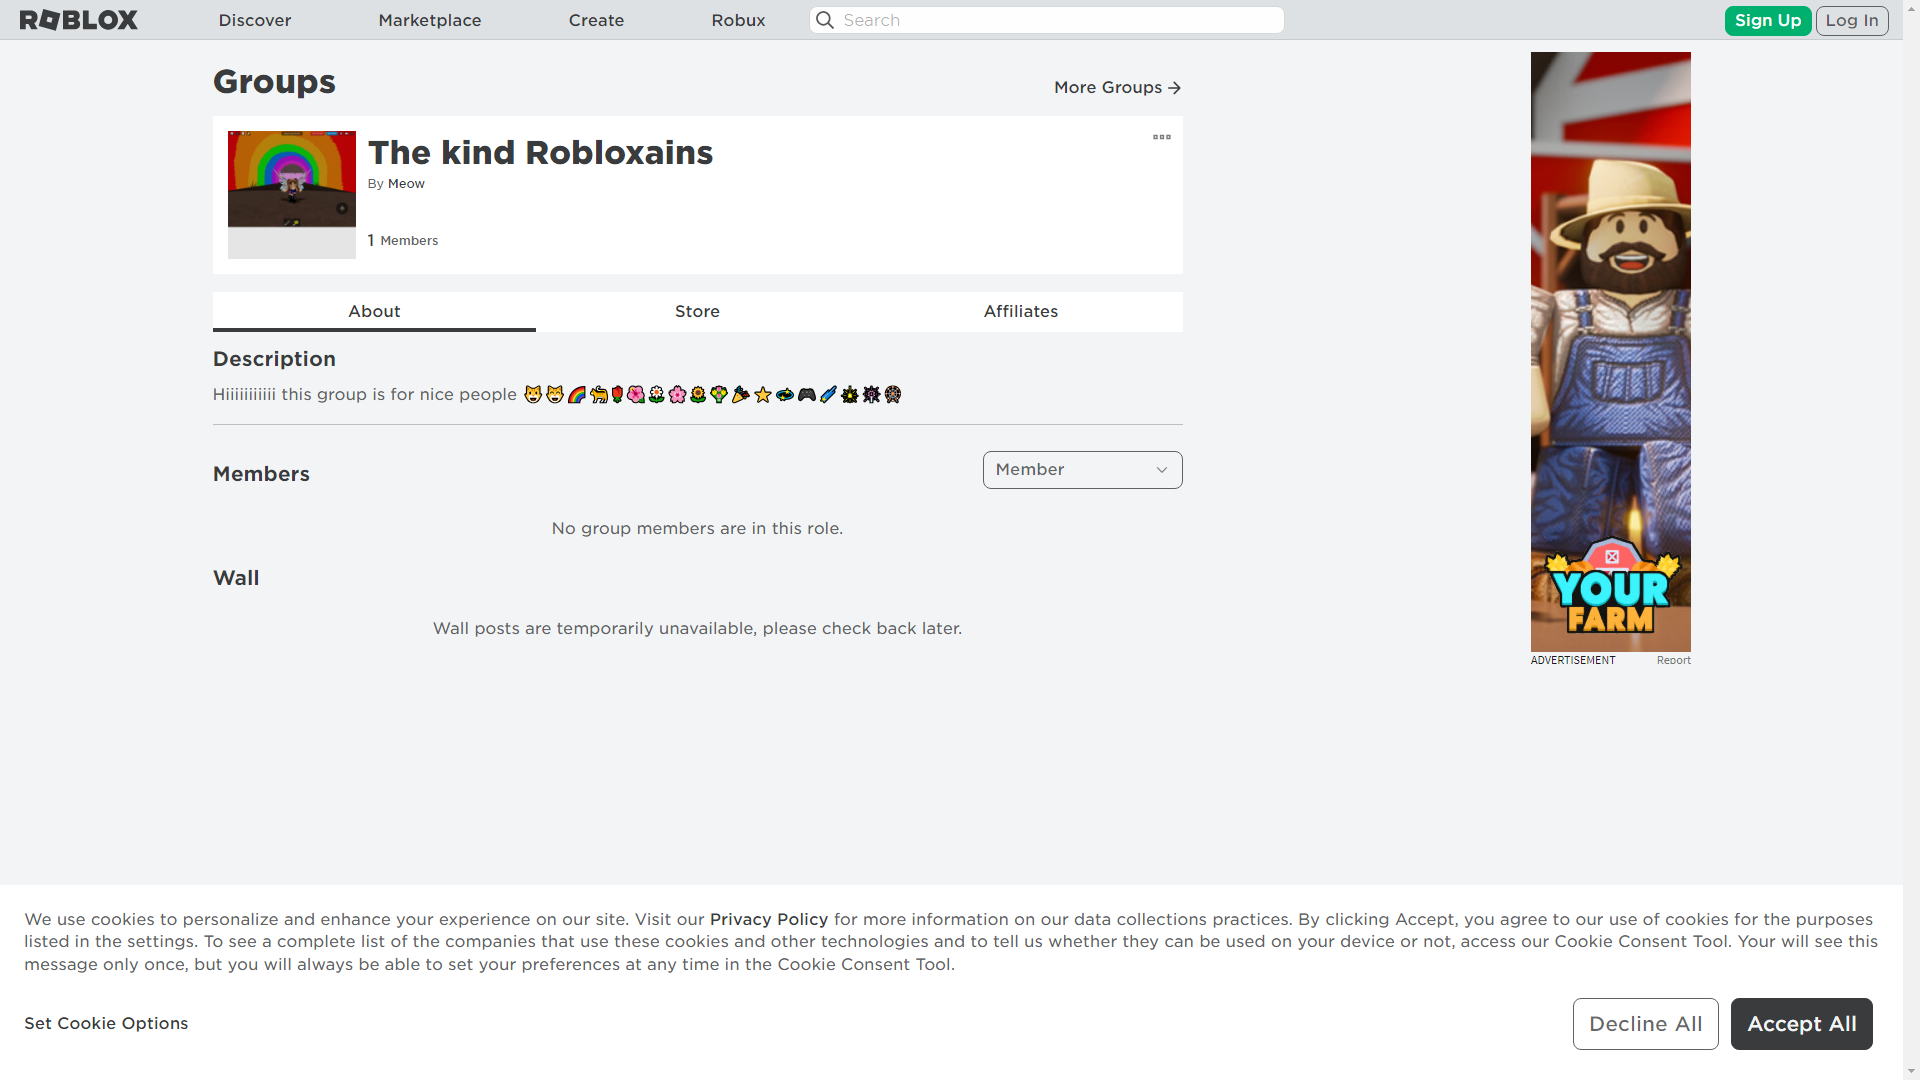 ROBLOX
Discover
Marketplace
Create
Robux
Search
Sign Up
Log In
Groups
More Groups
The kind Robloxains
By Meow
1 Members
About
Store
Affiliates
Description
Hiiiiiiiiiii this group is for nice people
Members
Member
No group members are in this role.
Wall
Wall posts are temporarily unavailable, please check back later.
YOUR
FARM
ADVERTISEMENT
Report
We use cookies to personalize and enhance your experience on our site. Visit our Privacy Policy for more information on our data collections practices. By clicking Accept, you agree to our use of cookies for the purposes
listed in the settings. To see a complete list of the companies that use these cookies and other technologies and to tell us whether they can be used on your device or not, access our Cookie Consent Tool. Your will see this
message only once, but you will always be able to set your preferences at any time in the Cookie Consent Tool.
Set Cookie Options
Decline All
Accept All